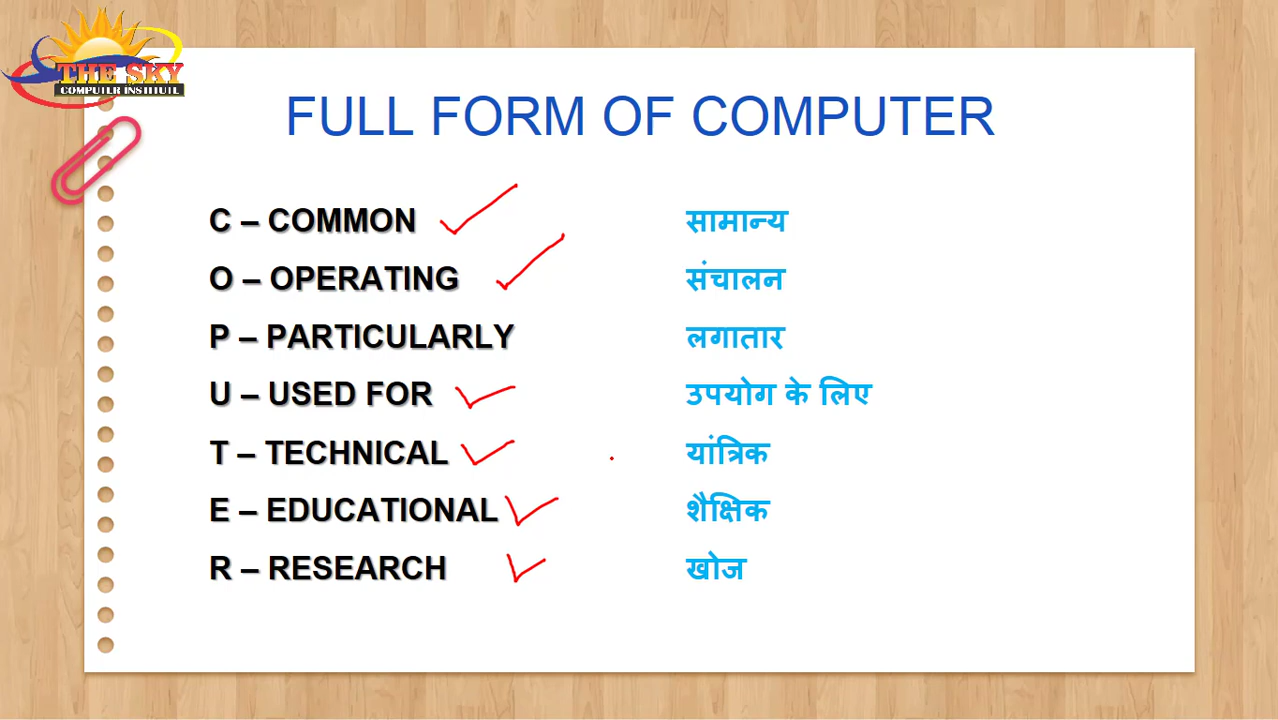 THE SKY
COMPUTER INSTITUTE
FULL FORM OF COMPUTER
C – COMMON सामान्य
O – OPERATING संचालन
P – PARTICULARLY लगातार
U – USED FOR उपयोग के लिए
T – TECHNICAL यांत्रिक
E – EDUCATIONAL शैक्षिक
R – RESEARCH खोज